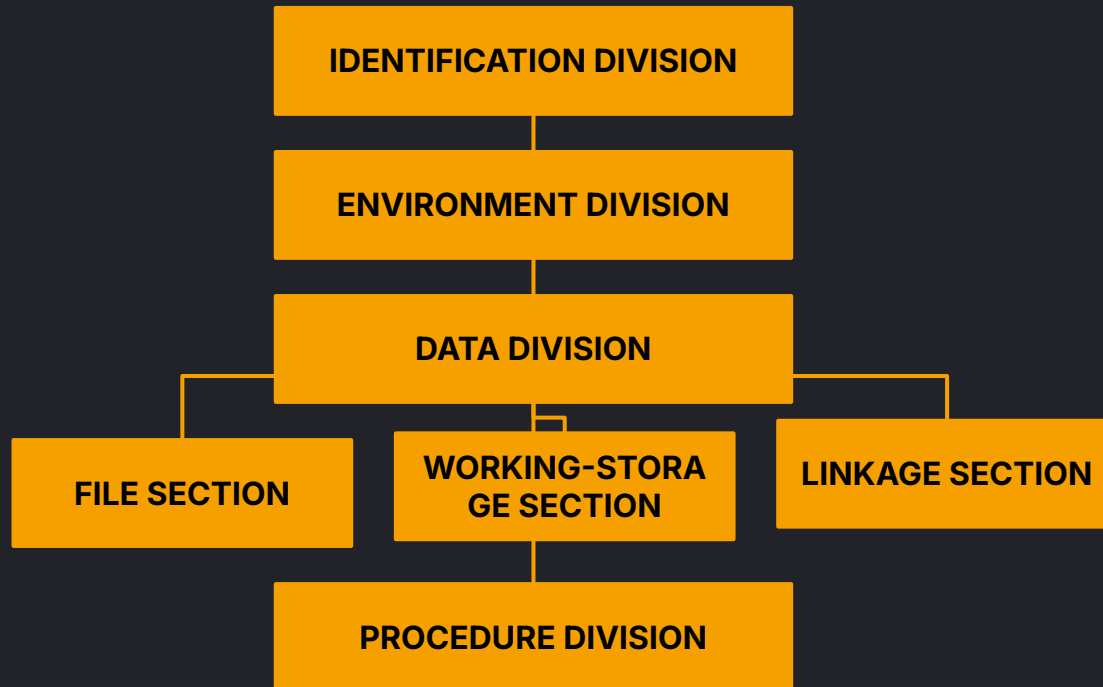 IDENTIFICATION DIVISION
ENVIRONMENT DIVISION
DATA DIVISION
FILE SECTION
WORKING-STORA
GE SECTION
LINKAGE SECTION
PROCEDURE DIVISION